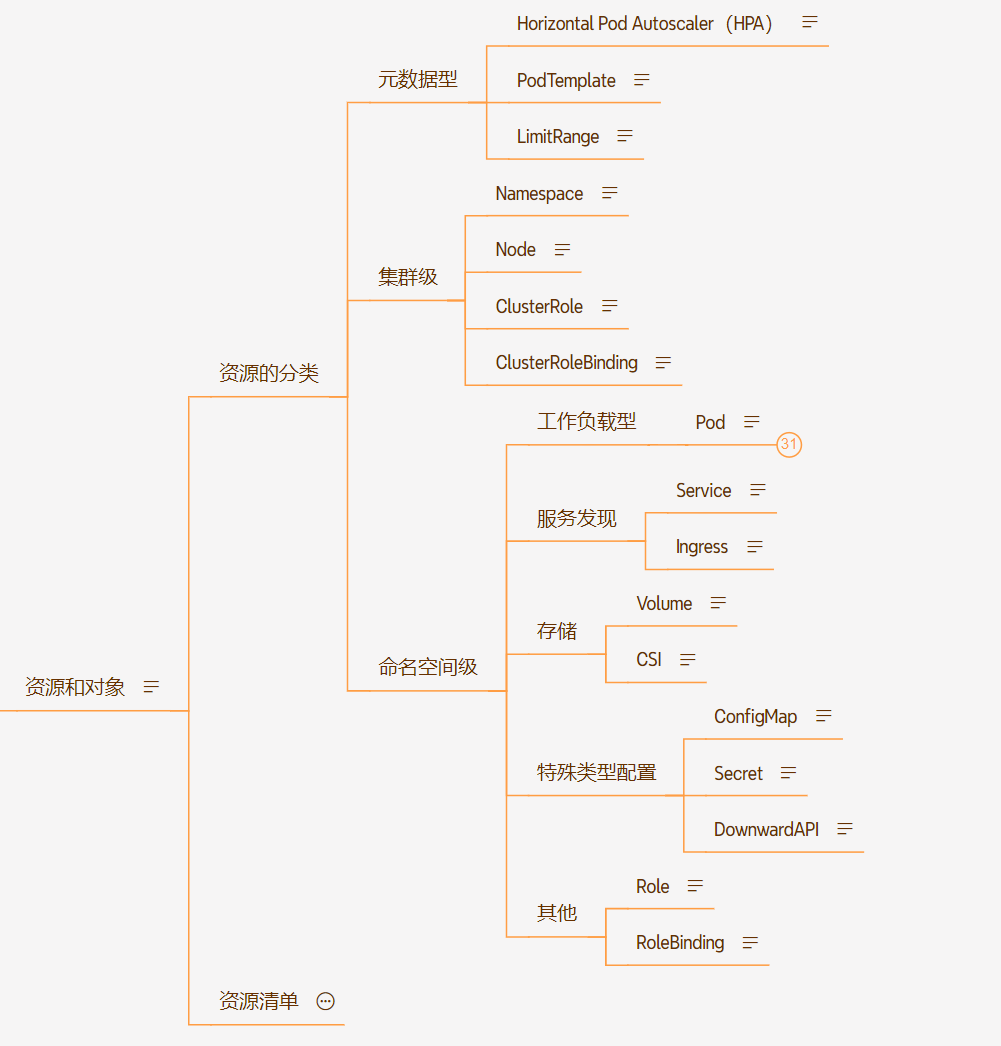 资源和对象
资源的分类
元数据型
Horizontal Pod Autoscaler（HPA）
PodTemplate
LimitRange
集群级
Namespace
Node
ClusterRole
ClusterRoleBinding
命名空间级
工作负载型
Pod
31
服务发现
Service
Ingress
存储
Volume
CSI
特殊类型配置
ConfigMap
Secret
DownwardAPI
其他
Role
RoleBinding
资源清单